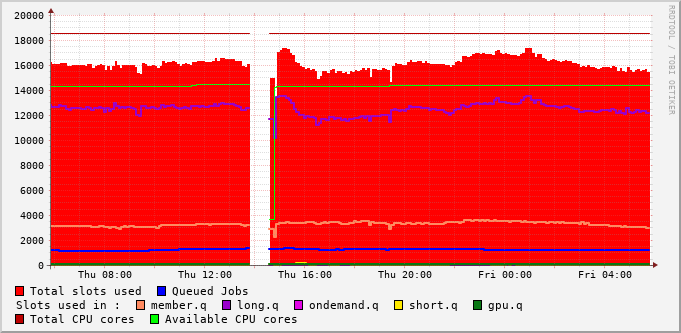 20000
18000
16000
14000
12000
10000
8000
6000
4000
2000
0
Thu 08:00 Thu 12:00 Thu 16:00 Thu 20:00 Fri 00:00 Fri 04:00
RRDTOOL / TOBI OETIKER
Total slots used Queued Jobs
Slots used in : member.q long.q ondemand.q short.q gpu.q
Total CPU cores Available CPU cores